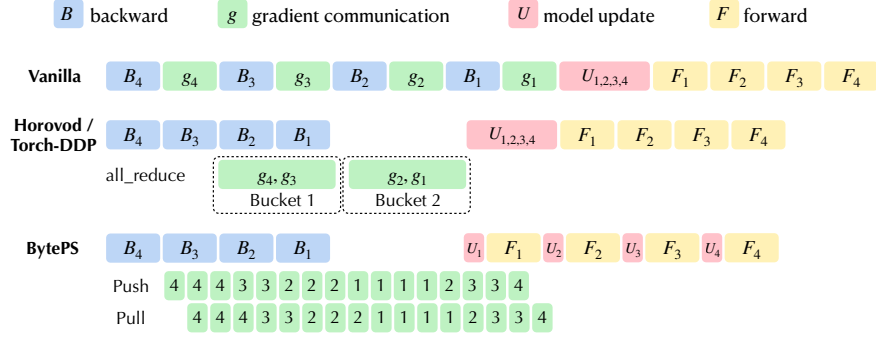 B backward g gradient communication U model update F forward
Vanilla B4 g4 B3 g3 B2 g2 B1 g1 U1,2,3,4 F1 F2 F3 F4
Horovod /
Torch-DDP B4 B3 B2 B1 U1,2,3,4 F1 F2 F3 F4
all_reduce g4, g3 g2, g1
Bucket 1 Bucket 2
BytePS B4 B3 B2 B1 U1 F1 U2 F2 U3 F3 U4 F4
Push 4 4 4 3 3 2 2 2 1 1 1 1 2 3 3 4
Pull 4 4 4 3 3 2 2 2 1 1 1 1 2 3 3 4